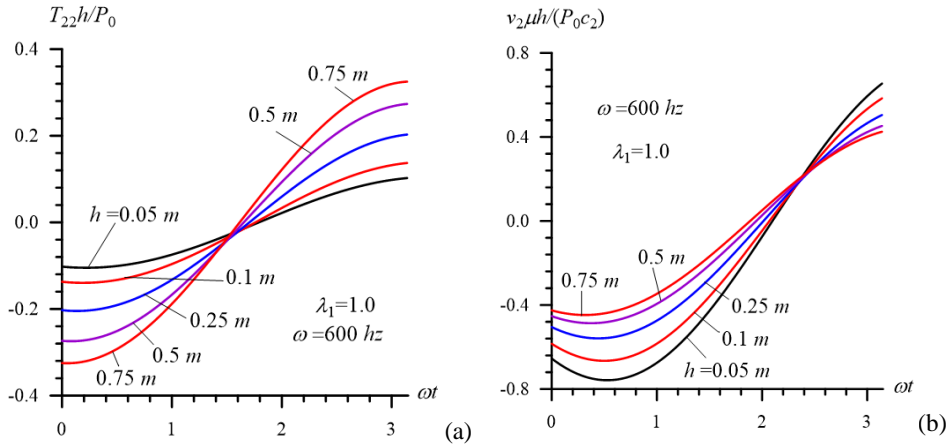 T₂₂h/P₀
0.4
0.75 m
0.5 m
0.2
0.0
h=0.05 m
0.1 m
-0.2
0.25 m
λ₁=1.0
0.5 m
ω=600 hz
0.75 m
-0.4
ωt
0 1 2 3
(a)
v₂μh/(P₀c₂)
0.8
ω=600 hz
0.4
λ₁=1.0
0.0
0.5 m
0.75 m
-0.4
0.25 m
0.1 m
h=0.05 m
-0.8
ωt
0 1 2 3
(b)